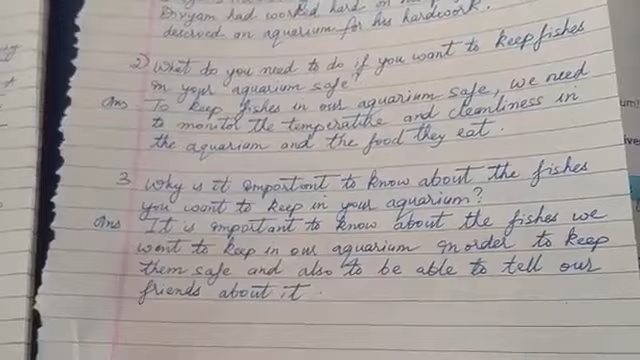 Divyam had worked hard on his
decived an aquarium for his hardwork.
2) What do you need to do if you want to keep fishes
in your aquarium safe?
Ans To keep fishes in our aquarium safe, we need
to monitor the temperature and cleanliness in
the aquarium and the food they eat.
3 Why is it important to know about the fishes
you want to keep in your aquarium?
Ans It is important to know about the fishes we
want to keep in our aquarium inorder to keep
them safe and also to be able to tell our
friends about it.